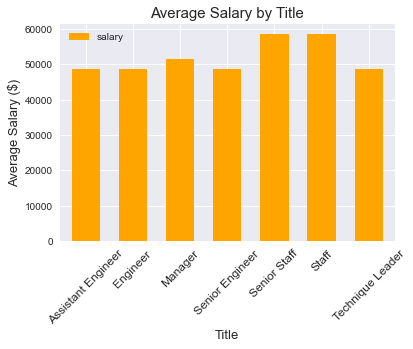 Average Salary by Title
salary
Average Salary ($)
60000
50000
40000
30000
20000
10000
0
Assistant Engineer
Engineer
Manager
Senior Engineer
Senior Staff
Staff
Technique Leader
Title